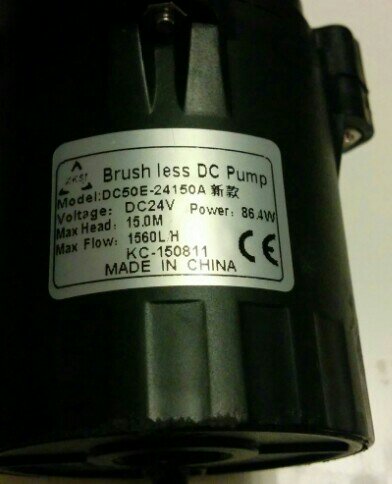 ZKSJ
Brush less DC Pump
Model:DC50E-24150A 新款
Voltage: DC24V Power: 86.4W
Max Head: 15.0M
Max Flow: 1560L/H
KC-150811
CE
MADE IN CHINA